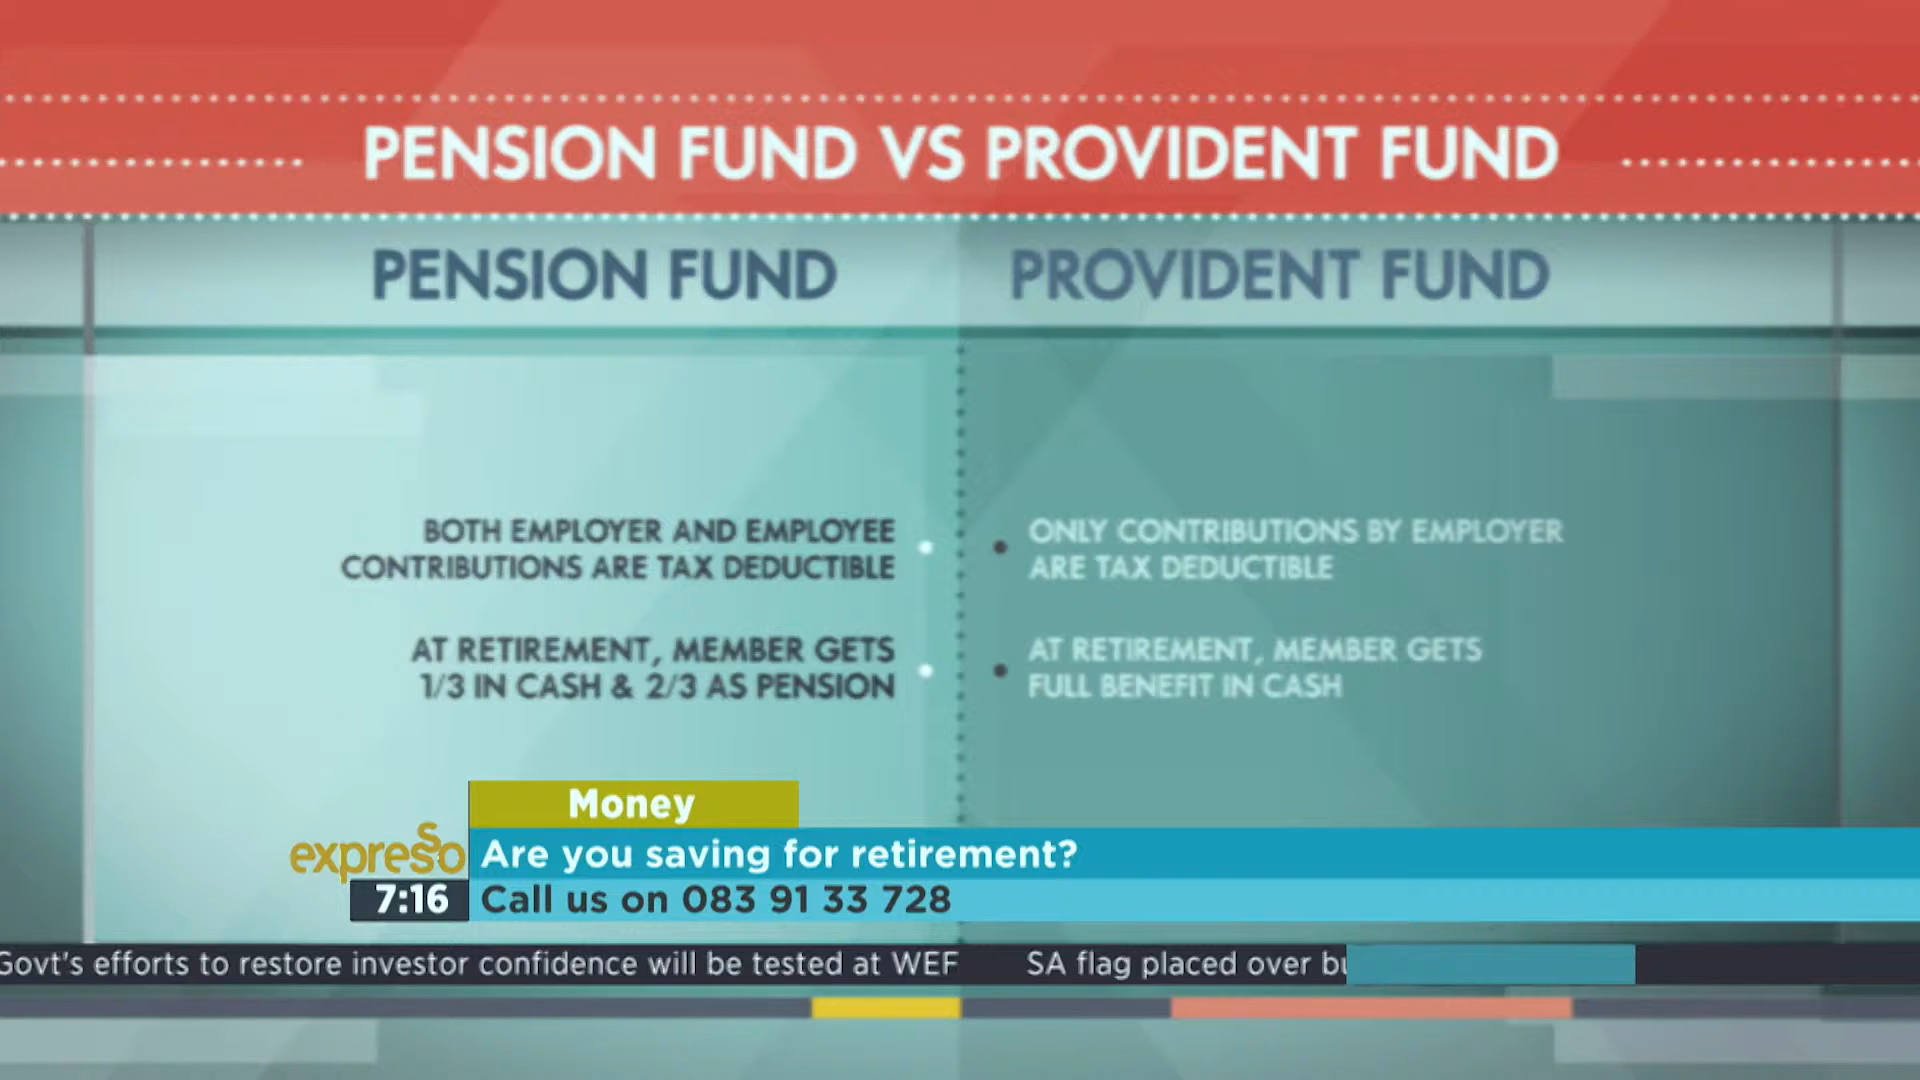 PENSION FUND VS PROVIDENT FUND
PENSION FUND
BOTH EMPLOYER AND EMPLOYEE
CONTRIBUTIONS ARE TAX DEDUCTIBLE
AT RETIREMENT, MEMBER GETS
1/3 IN CASH & 2/3 AS PENSION
PROVIDENT FUND
ONLY CONTRIBUTIONS BY EMPLOYER
ARE TAX DEDUCTIBLE
AT RETIREMENT, MEMBER GETS
FULL BENEFIT IN CASH
Money
expresso
Are you saving for retirement?
7:16
Call us on 083 91 33 728
Govt's efforts to restore investor confidence will be tested at WEF
SA flag placed over